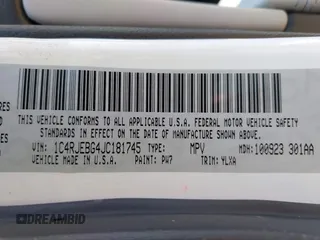 THIS VEHICLE CONFORMS TO ALL APPLICABLE U.S.A. FEDERAL MOTOR VEHICLE SAFETY
STANDARDS IN EFFECT ON THE DATE OF MANUFACTURE SHOWN ABOVE.
VIN: 1C4RJEBG4JC181745 TYPE: MPV MDH: 100923 301AA
VEHICLE MADE IN U.S.A. PAINT: PW7 TRIM: YLXA
DREAMBID